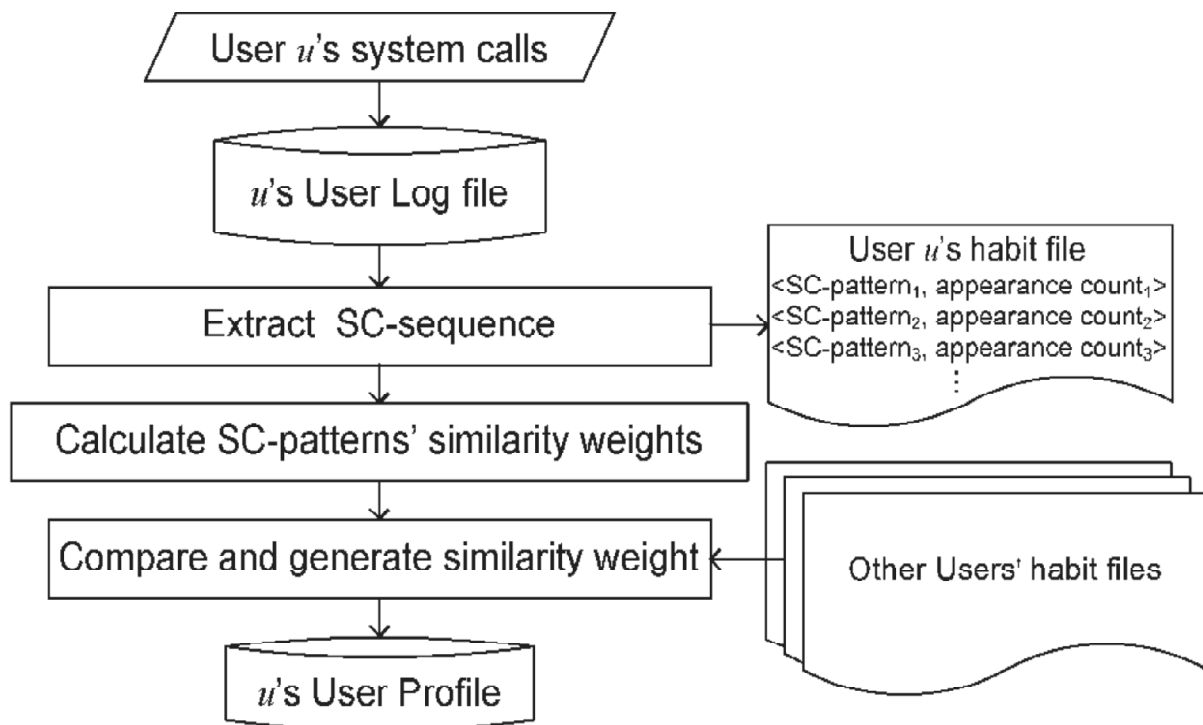 User u's system calls
u's User Log file
User u's habit file
<SC-pattern₁, appearance count₁>
<SC-pattern₂, appearance count₂>
<SC-pattern₃, appearance count₃>
⋮
Extract SC-sequence
Calculate SC-patterns' similarity weights
Compare and generate similarity weight
Other Users' habit files
u's User Profile